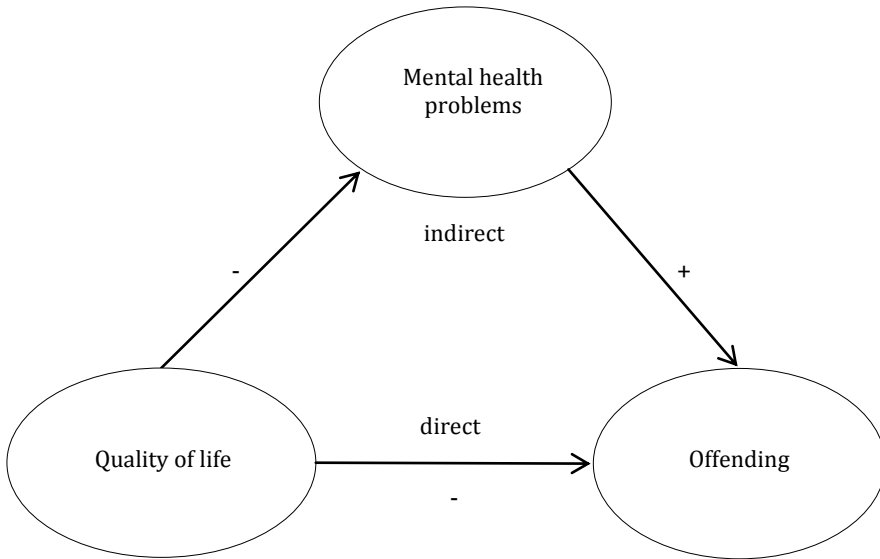 Mental health
problems
indirect
-
+
direct
Quality of life
Offending
-